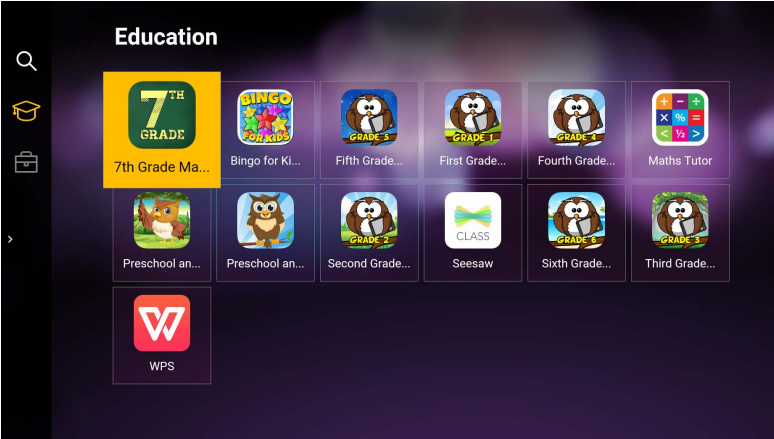 Education
7TH
GRADE
BINGO
FOR KIDS
GRADE 5
GRADE 1
GRADE 4
+ − ÷
× % =
< ½ >
7th Grade Ma...
Bingo for Ki...
Fifth Grade...
First Grade...
Fourth Grade...
Maths Tutor
GRADE 2
CLASS
GRADE 6
GRADE 3
Preschool an...
Preschool an...
Second Grade...
Seesaw
Sixth Grade...
Third Grade...
W
WPS